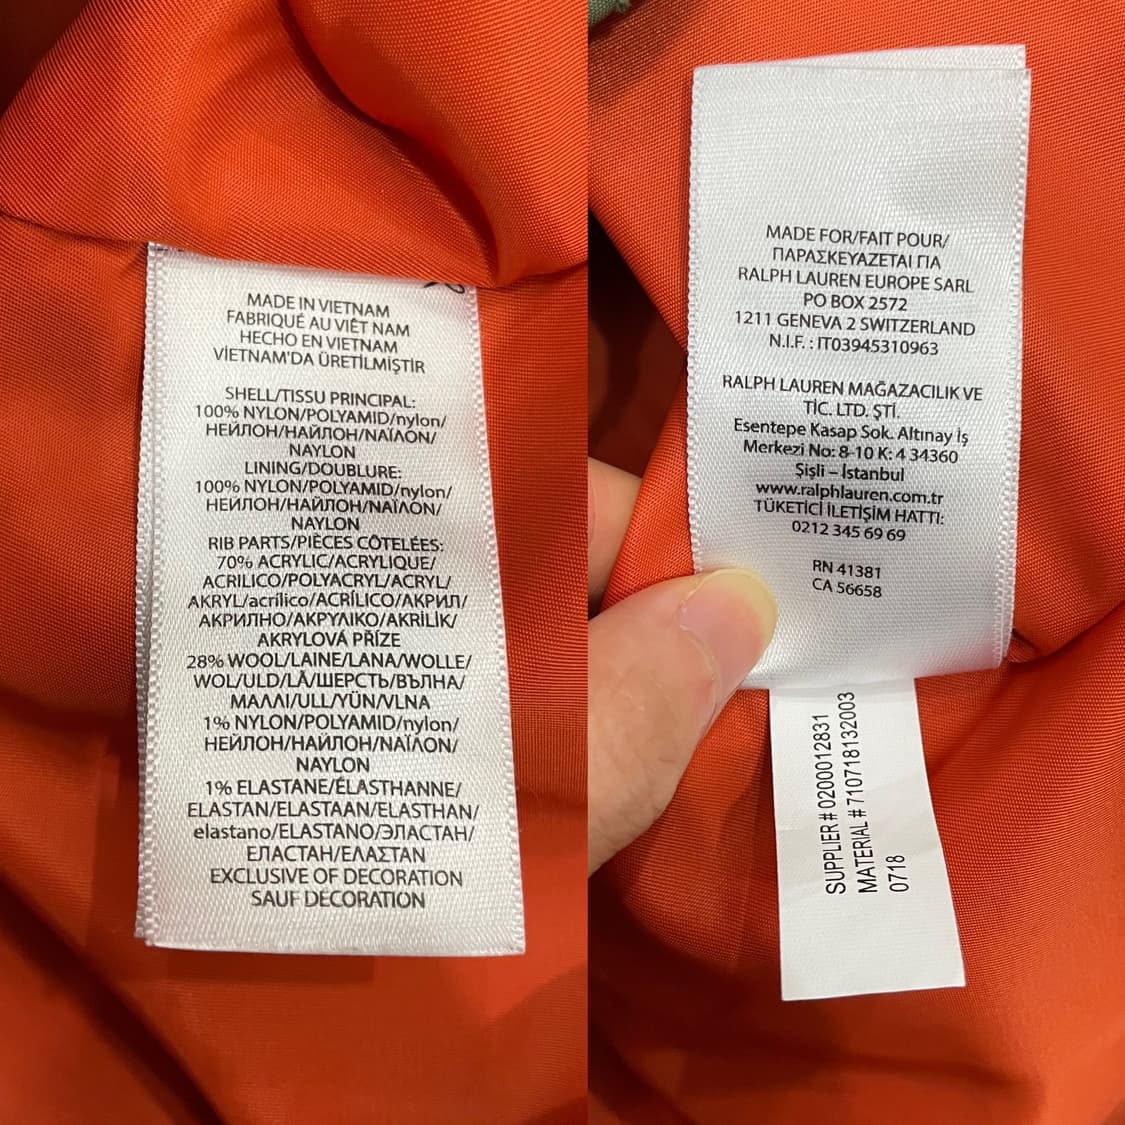 MADE IN VIETNAM
FABRIQUÉ AU VIÊT NAM
HECHO EN VIETNAM
VİETNAM'DA ÜRETİLMİŞTİR
SHELL/TISSU PRINCIPAL:
100% NYLON/POLYAMID/nylon/
НЕЙЛОН/НАЙЛОН/ΝΑΪΛΟΝ/
NAYLON
LINING/DOUBLURE:
100% NYLON/POLYAMID/nylon/
НЕЙЛОН/НАЙЛОН/ΝΑΪΛΟΝ/
NAYLON
RIB PARTS/PIÈCES CÔTELÉES:
70% ACRYLIC/ACRYLIQUE/
ACRILICO/POLYACRYL/ACRYL/
AKRYL/acrílico/ACRÍLICO/АКРИЛ/
АКРИЛНО/ΑΚΡΥΛΙΚΟ/AKRİLİK/
AKRYLOVÁ PŘÍZE
28% WOOL/LAINE/LANA/WOLLE/
WOL/ULD/LÃ/ШЕРСТЬ/ВЪЛНА/
ΜΑΛΛΙ/ULL/YÜN/VLNA
1% NYLON/POLYAMID/nylon/
НЕЙЛОН/НАЙЛОН/ΝΑΪΛΟΝ/
NAYLON
1% ELASTANE/ÉLASTHANNE/
ELASTAN/ELASTAAN/ELASTHAN/
elastano/ELASTANO/ЭЛАСТАН/
ЕЛАСТАН/ΕΛΑΣΤΑΝ
EXCLUSIVE OF DECORATION
SAUF DÉCORATION
MADE FOR/FAIT POUR/
ΠΑΡΑΣΚΕΥΑΖΕΤΑΙ ΓΙΑ
RALPH LAUREN EUROPE SARL
PO BOX 2572
1211 GENEVA 2 SWITZERLAND
N.I.F. : IT03945310963
RALPH LAUREN MAĞAZACILIK VE
TİC. LTD. ŞTİ.
Esentepe Kasap Sok. Altınay İş
Merkezi No: 8-10 K: 4 34360
Şişli – İstanbul
www.ralphlauren.com.tr
TÜKETİCİ İLETİŞİM HATTI:
0212 345 69 69
RN 41381
CA 56658
SUPPLIER # 0200012831
MATERIAL # 710718132003
0718